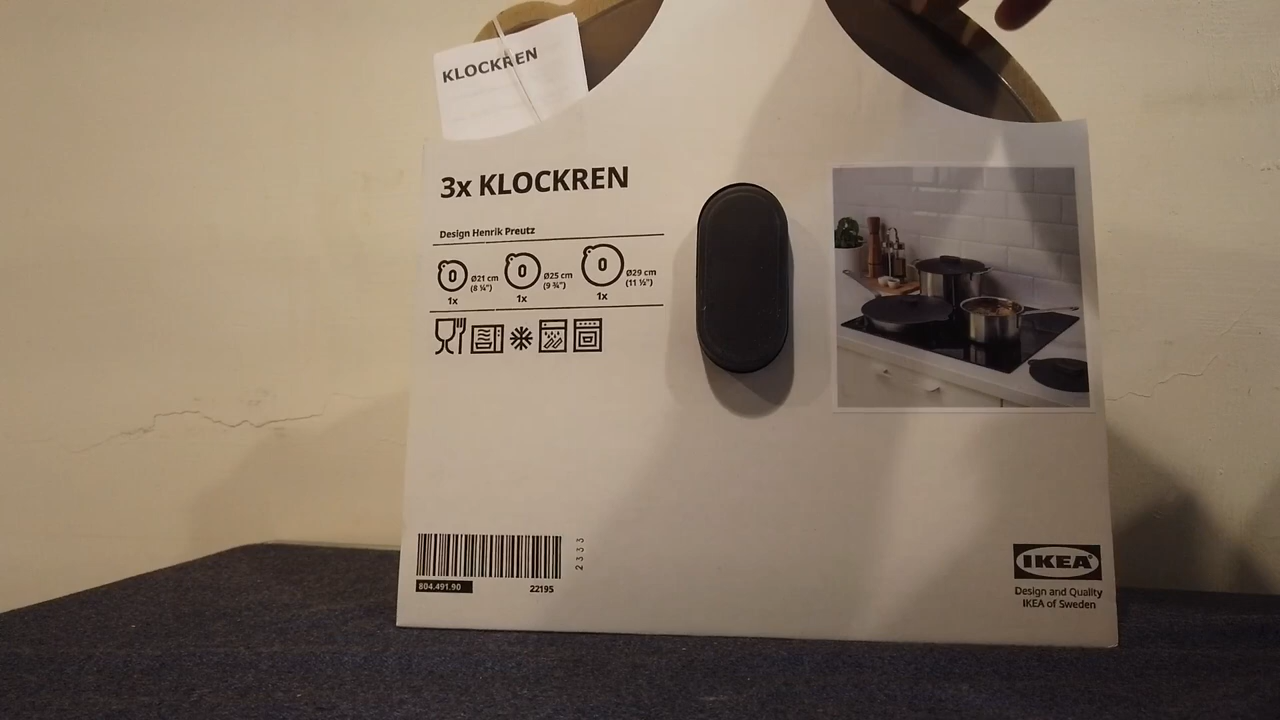 KLOCKREN
3x KLOCKREN
Design Henrik Preutz
Ø21 cm
(8 ¼")
1x
Ø25 cm
(9 ¾")
1x
Ø29 cm
(11 ½")
1x
804.491.90
22195
2333
IKEA
Design and Quality
IKEA of Sweden